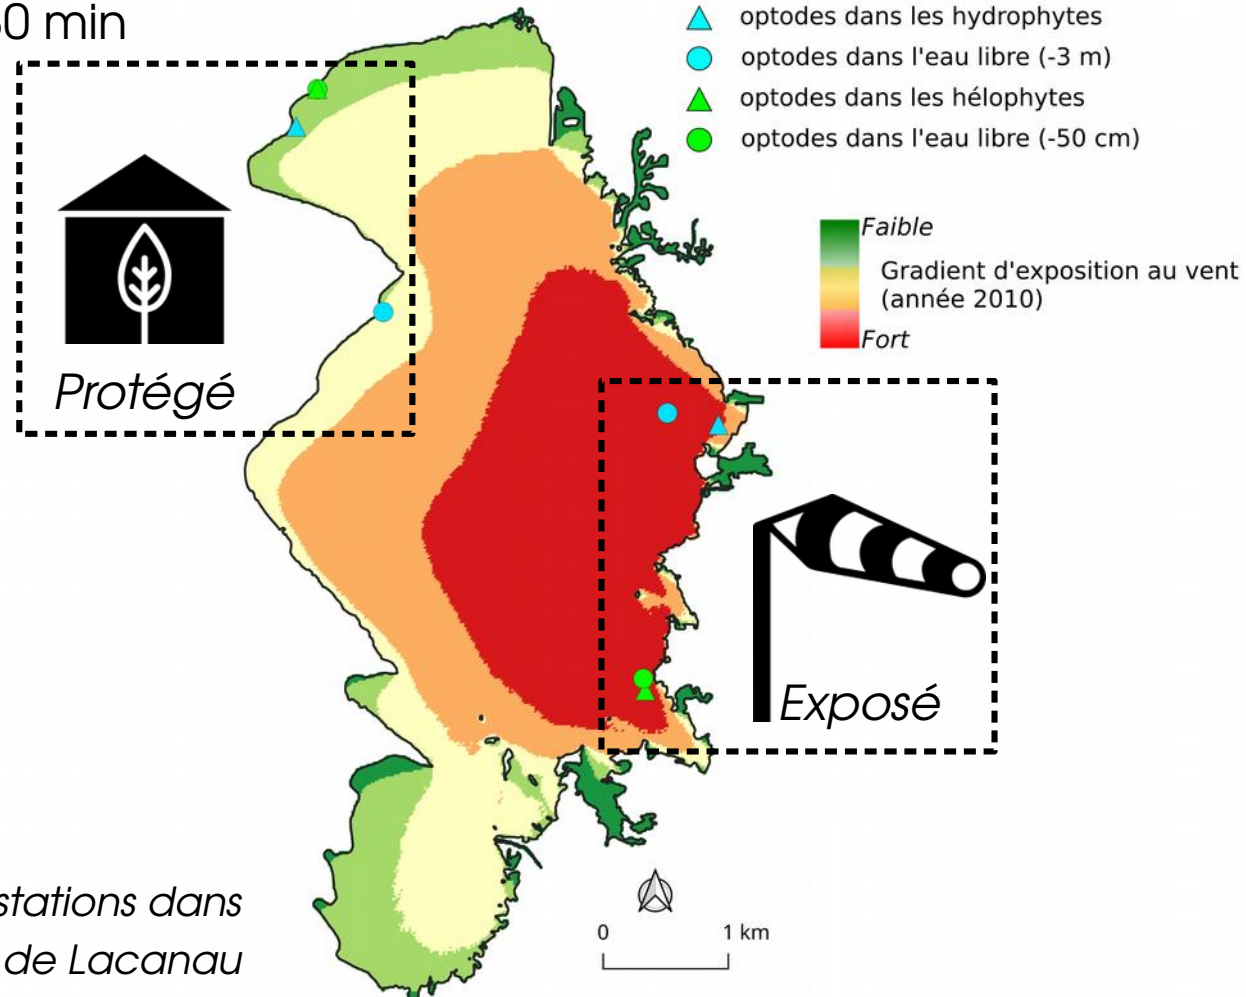 0 min
optodes dans les hydrophytes
optodes dans l'eau libre (-3 m)
optodes dans les hélophytes
optodes dans l'eau libre (-50 cm)
Faible
Gradient d'exposition au vent
(année 2010)
Fort
Protégé
Exposé
stations dans
de Lacanau
0
1 km